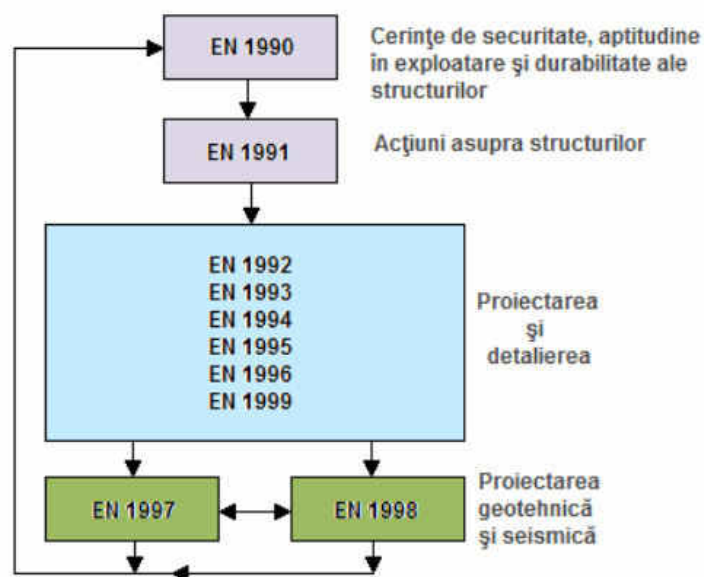 EN 1990
Cerinţe de securitate, aptitudine
în exploatare şi durabilitate ale
structurilor
EN 1991
Acţiuni asupra structurilor
EN 1992
EN 1993
EN 1994
EN 1995
EN 1996
EN 1999
Proiectarea
şi
detalierea
EN 1997
EN 1998
Proiectarea
geotehnică
şi seismică